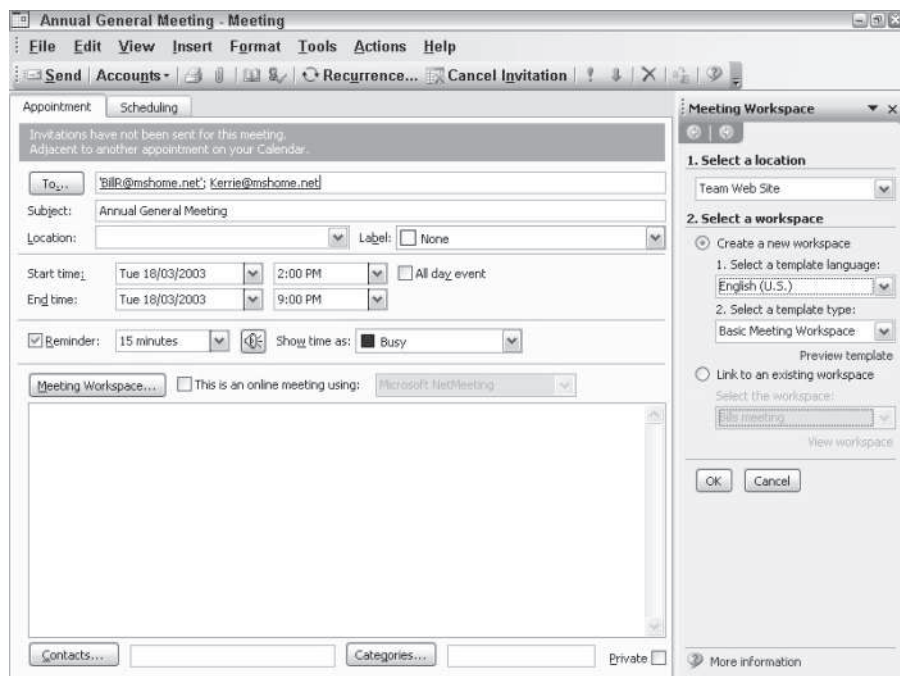 Annual General Meeting - Meeting
File Edit View Insert Format Tools Actions Help
Send Accounts Recurrence... Cancel Invitation
Appointment Scheduling
Invitations have not been sent for this meeting.
Adjacent to another appointment on your Calendar.
To... 'BillR@mshome.net'; Kerrie@mshome.net
Subject: Annual General Meeting
Location: Label: None
Start time: Tue 18/03/2003 2:00 PM All day event
End time: Tue 18/03/2003 9:00 PM
Reminder: 15 minutes Show time as: Busy
Meeting Workspace... This is an online meeting using: Microsoft NetMeeting
Contacts... Categories... Private
Meeting Workspace
1. Select a location
Team Web Site
2. Select a workspace
Create a new workspace
1. Select a template language:
English (U.S.)
2. Select a template type:
Basic Meeting Workspace
Preview template
Link to an existing workspace
Select the workspace:
Bills meeting
View workspace
OK Cancel
More information